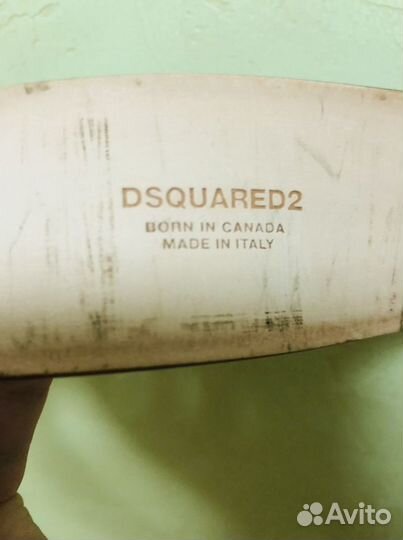 DSQUARED2
BORN IN CANADA
MADE IN ITALY
Avito